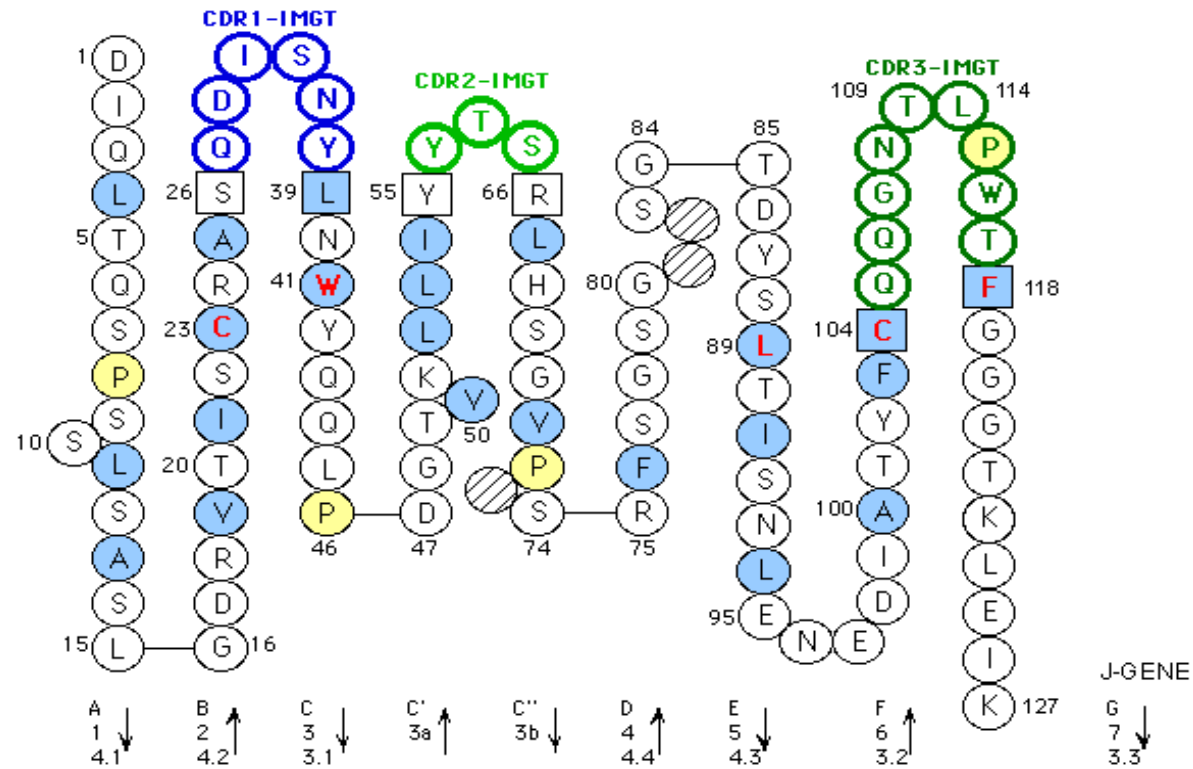 CDR1-IMGT
1 D I S
CDR3-IMGT
CDR2-IMGT
I D N 109 T L 114
T 84 85
Q Q Y Y S G T N P
L 26 S 39 L 55 Y 66 R S D G W
5 T A N I L Y Q T
Q R 41 W L H 80 G S Q F 118
S 23 C Y L S S 89 L 104 C G
P S Q K G G T F G
V
50
S I Q T V S I Y G
10 S
L 20 T L G P F S T T
S V P D S R N 100 A K
46 47 74 75
A R L I L
S D 95 E D E
15 L G 16 N E I
J-GENE
K 127
A B C C' C'' D E F G
1 2 3 3a 3b 4 5 6 7
4.1 4.2 3.1 4.4 4.3 3.2 3.3